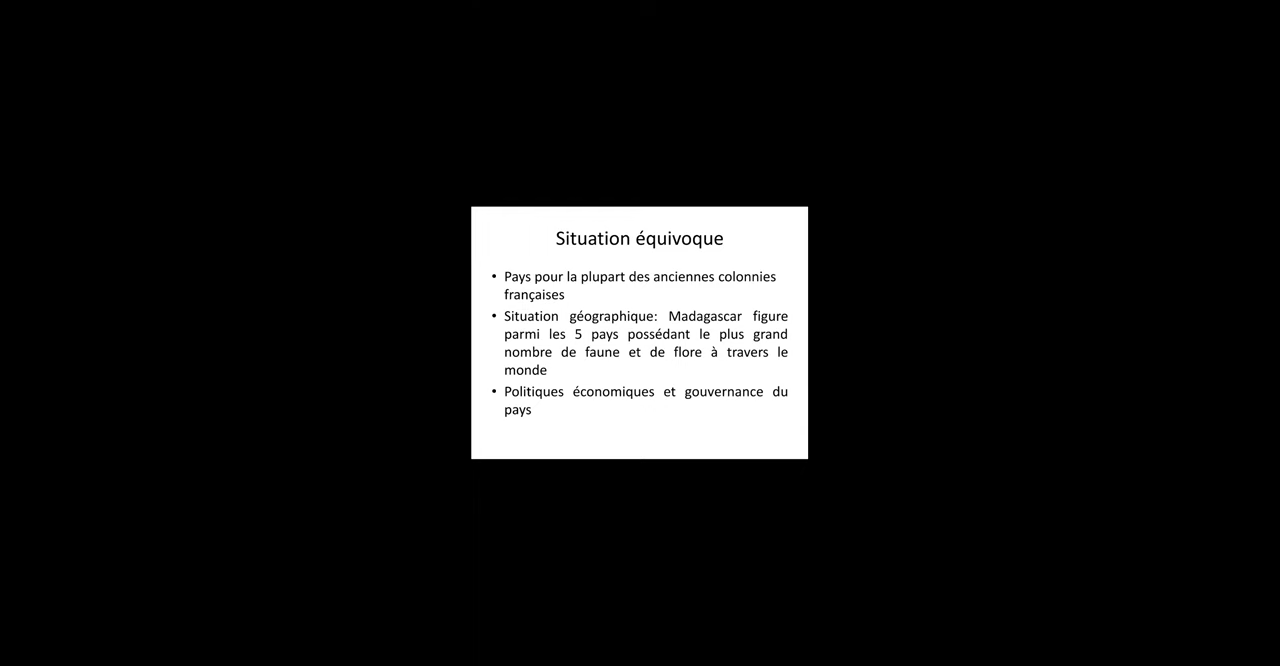 Situation équivoque
• Pays pour la plupart des anciennes colonnies
françaises
• Situation géographique: Madagascar figure
parmi les 5 pays possédant le plus grand
nombre de faune et de flore à travers le
monde
• Politiques économiques et gouvernance du
pays